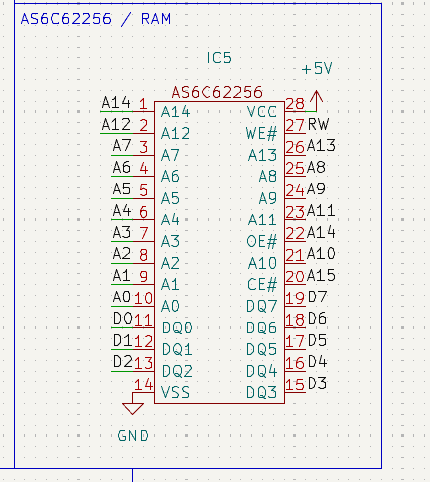 AS6C62256 / RAM
IC5
+5V
AS6C62256
A14 1 A14 VCC 28
A12 2 A12 WE# 27 RW
A7 3 A7 A13 26 A13
A6 4 A6 A8 25 A8
A5 5 A5 A9 24 A9
A4 6 A4 A11 23 A11
A3 7 A3 OE# 22 A14
A2 8 A2 A10 21 A10
A1 9 A1 CE# 20 A15
A0 10 A0 DQ7 19 D7
D0 11 DQ0 DQ6 18 D6
D1 12 DQ1 DQ5 17 D5
D2 13 DQ2 DQ4 16 D4
14 VSS DQ3 15 D3
GND